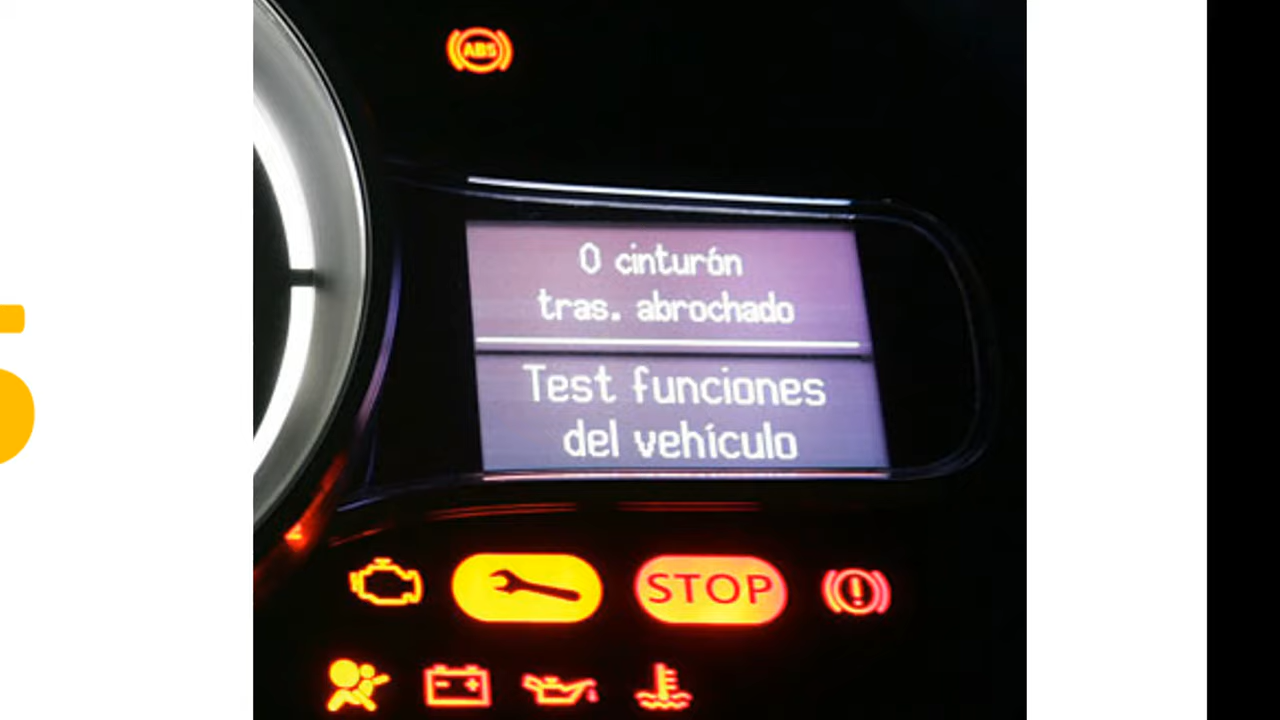 ABS
0 cinturón
tras. abrochado
Test funciones
del vehículo
STOP